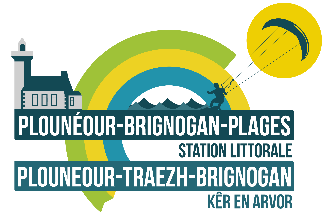 PLOUNÉOUR-BRIGNOGAN-PLAGES
STATION LITTORALE
PLOUNEOUR-TRAEZH-BRIGNOGAN
KÊR EN ARVOR